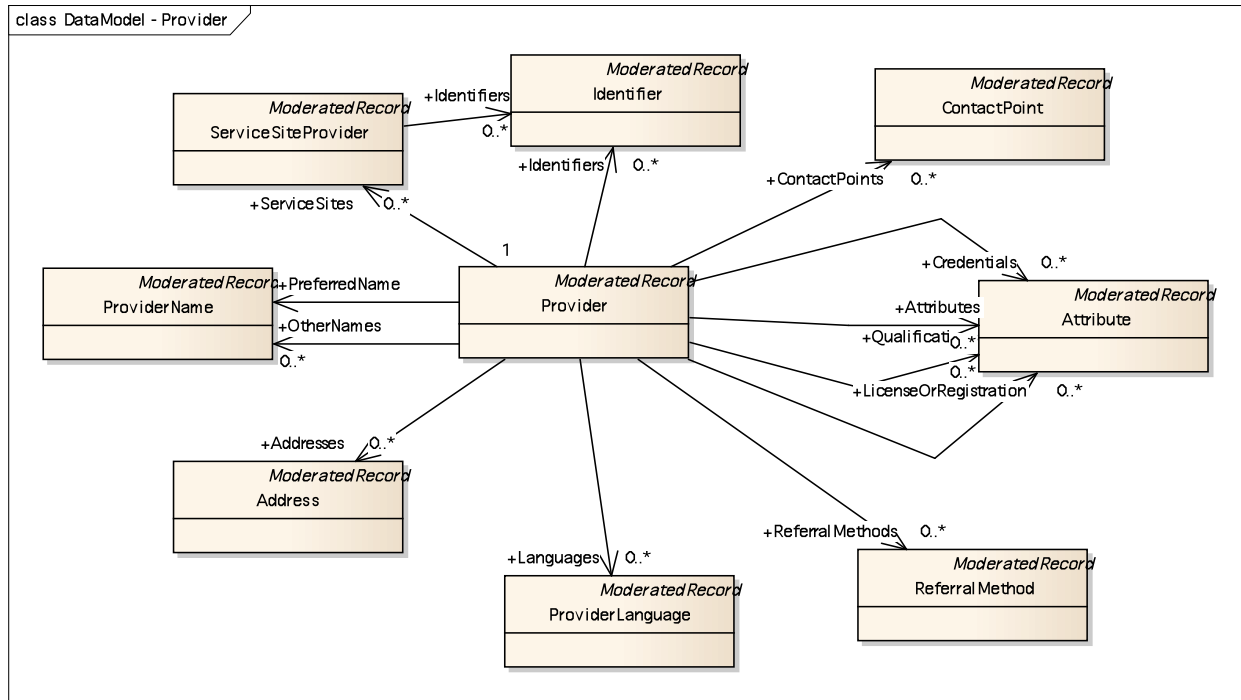 class DataModel - Provider
ModeratedRecord
Identifier
ModeratedRecord
ContactPoint
ModeratedRecord
ServiceSiteProvider
+Identifiers
0..*
+Identifiers
0..*
+ContactPoints
0..*
+ServiceSites
0..*
1
ModeratedRecord
ProviderName
+PreferredName
+OtherNames
0..*
ModeratedRecord
Provider
+Credentials
0..*
ModeratedRecord
Attribute
+Attributes
0..*
+Qualificati
0..*
+LicenseOrRegistration
0..*
+Addresses
0..*
ModeratedRecord
Address
+Languages
0..*
ModeratedRecord
ProviderLanguage
+ReferralMethods
0..*
ModeratedRecord
ReferralMethod